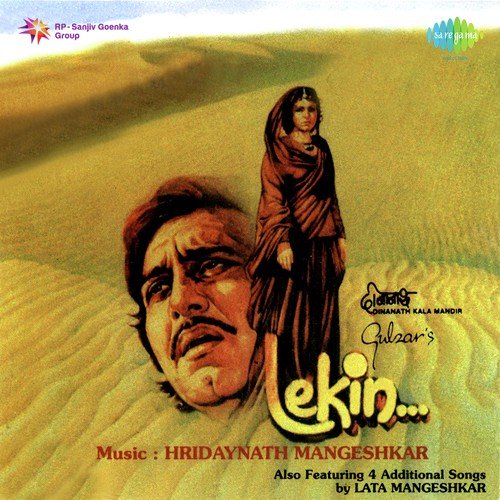 RP-Sanjiv Goenka
Group
saregama
दीनानाथ
DINANATH KALA MANDIR
Gulzar's
Lekin...
Music : HRIDAYNATH MANGESHKAR
Also Featuring 4 Additional Songs
by LATA MANGESHKAR